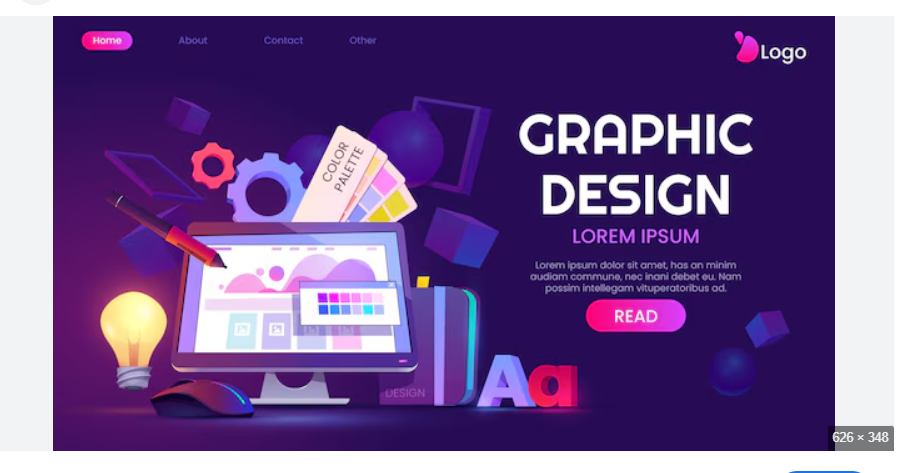 Home
About
Contact
Other
Logo
GRAPHIC
DESIGN
LOREM IPSUM
Lorem ipsum dolor sit amet, has an minim
audiam commune, nec inani debet eu. Nam
possim intellegam vituperatoribus ad.
READ
COLOR
PALETTE
DESIGN
Aa
626 × 348